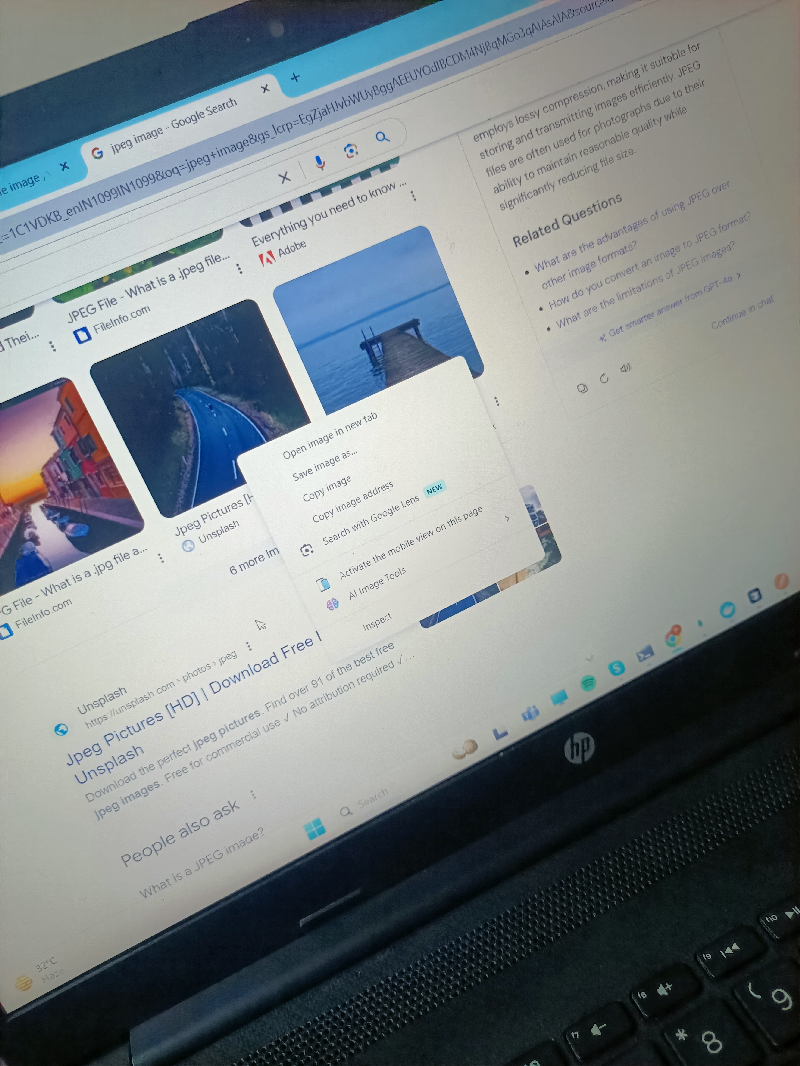 le image ,
jpeg image - Google Search
=1C1VDKB_enIN1099IN1099&oq=jpeg+image&gs_lcrp=
employs lossy compression, making it suitable for
storing and transmitting images efficiently. JPEG
files are often used for photographs due to their
ability to maintain reasonable quality while
significantly reducing file size.
Related Questions
What are the advantages of using JPEG over
other image formats?
How do you convert an image to JPEG format?
What are the limitations of JPEG images?
Get smarter answer from GPT-4o
Continue in chat
Everything you need to know ...
Adobe
JPEG File - What is a .jpeg file...
FileInfo.com
d Thei...
Jpeg Pictures [H
Unsplash
G File - What is a .jpg file a...
FileInfo.com
6 more im
Open image in new tab
Save image as...
Copy image
Copy image address
Search with Google Lens NEW
Activate the mobile view on this page
AI Image Tools
Inspect
Unsplash
https://unsplash.com › photos › jpeg
Jpeg Pictures [HD] | Download Free I
Unsplash
Download the perfect jpeg pictures. Find over 91 of the best free
jpeg images. Free for commercial use ✓ No attribution required ✓ ...
People also ask
What is a JPEG image?
Search
32°C
Haze
hp
f7
f8
f9
f10
*
8
(
9